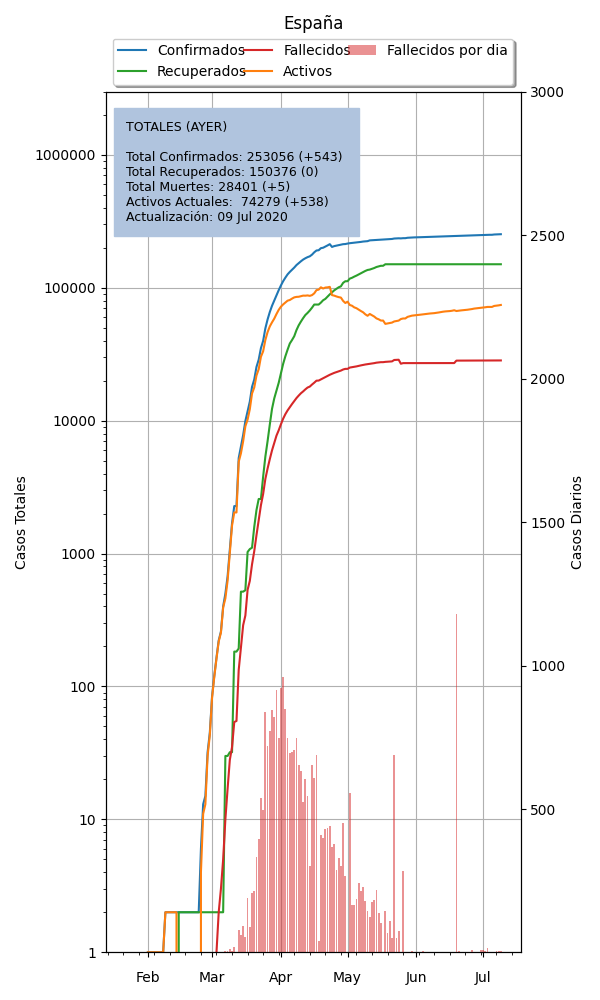 España
Confirmados
Recuperados
Fallecidos
Activos
Fallecidos por dia
TOTALES (AYER)
Total Confirmados: 253056 (+543)
Total Recuperados: 150376 (0)
Total Muertes: 28401 (+5)
Activos Actuales: 74279 (+538)
Actualización: 09 Jul 2020
Casos Totales
1000000
100000
10000
1000
100
10
1
3000
2500
2000
1500
1000
500
Casos Diarios
Feb Mar Apr May Jun Jul